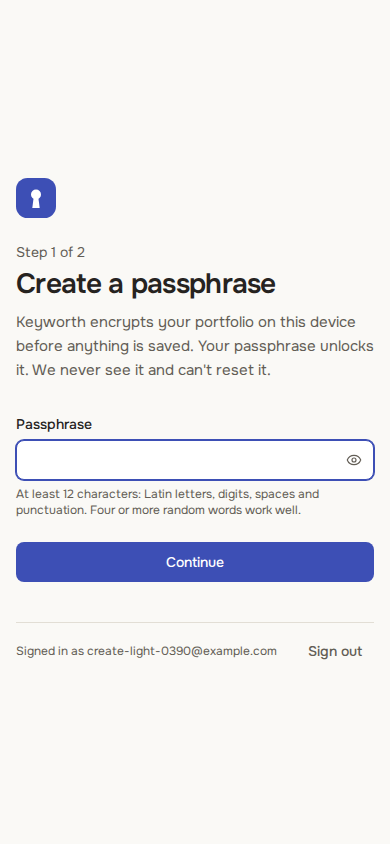 Step 1 of 2
Create a passphrase
Keyworth encrypts your portfolio on this device
before anything is saved. Your passphrase unlocks
it. We never see it and can't reset it.
Passphrase
At least 12 characters: Latin letters, digits, spaces and
punctuation. Four or more random words work well.
Continue
Signed in as create-light-0390@example.com
Sign out